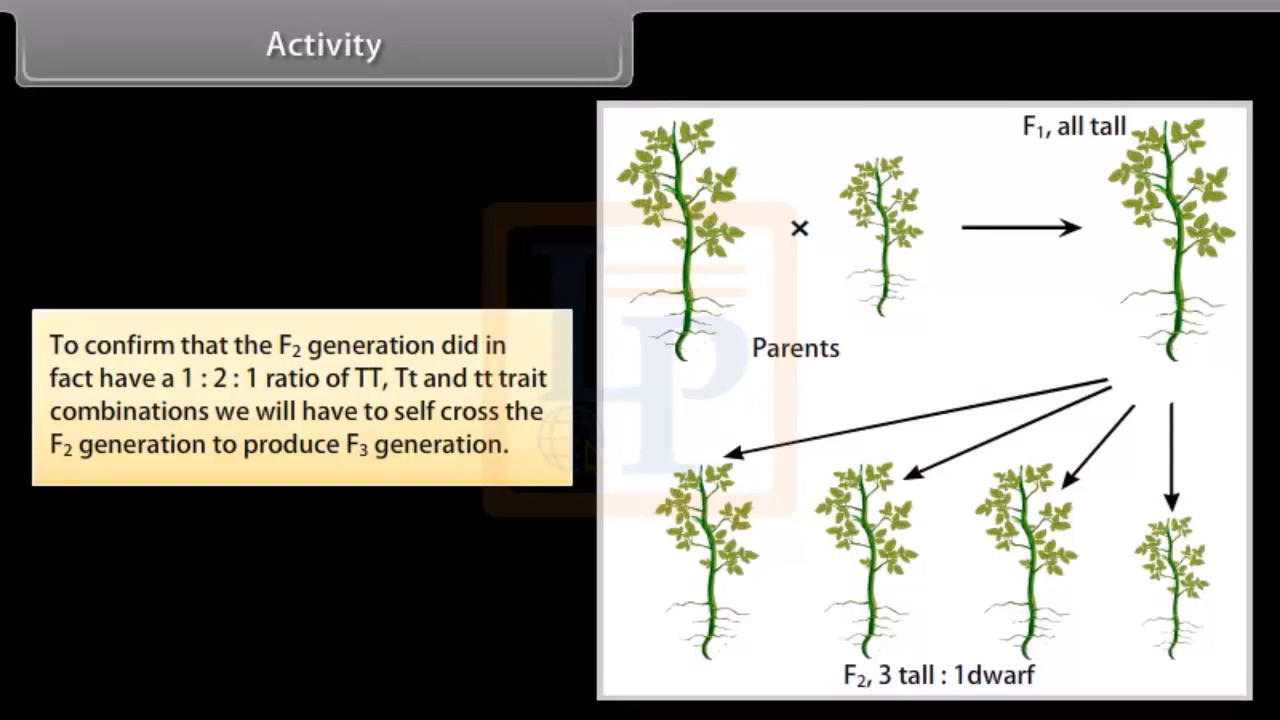 Activity
To confirm that the F₂ generation did in
fact have a 1 : 2 : 1 ratio of TT, Tt and tt trait
combinations we will have to self cross the
F₂ generation to produce F₃ generation.
F₁, all tall
×
Parents
F₂, 3 tall : 1dwarf